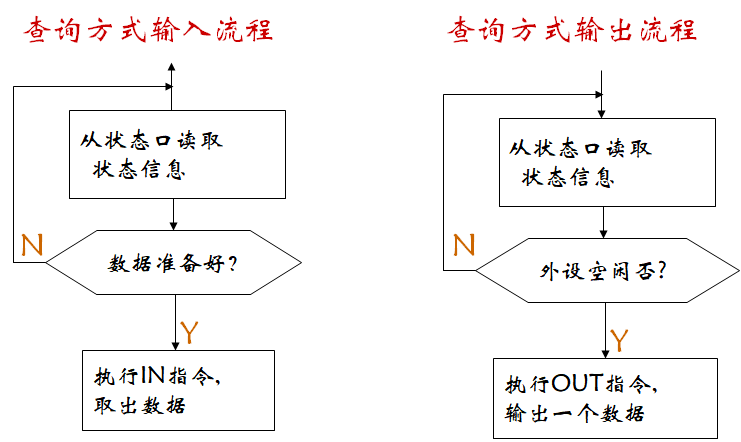 查询方式输入流程
从状态口读取
状态信息
N
数据准备好?
Y
执行IN指令,
取出数据
查询方式输出流程
从状态口读取
状态信息
N
外设空闲否?
Y
执行OUT指令,
输出一个数据